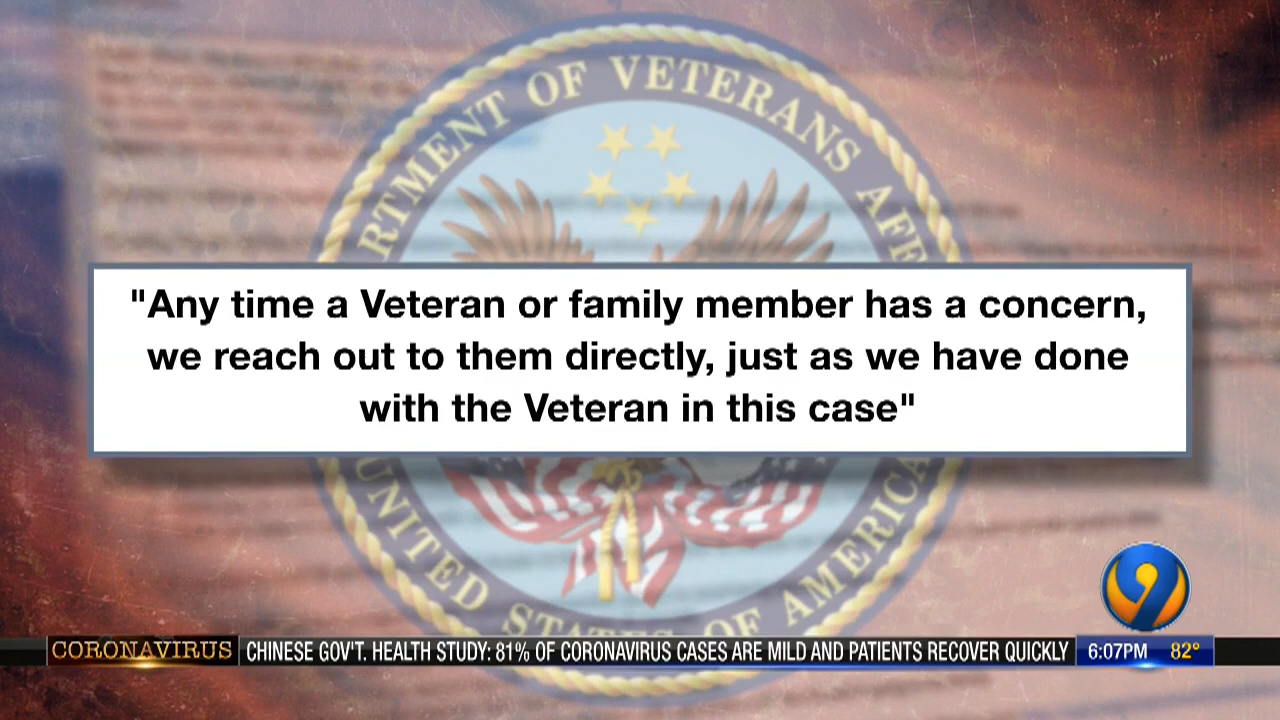 RTMENT OF VETERANS AFF
"Any time a Veteran or family member has a concern,
we reach out to them directly, just as we have done
with the Veteran in this case"
UNITED STATES OF AMERICA
9
CORONAVIRUS CHINESE GOV'T. HEALTH STUDY: 81% OF CORONAVIRUS CASES ARE MILD AND PATIENTS RECOVER QUICKLY 6:07PM 82°